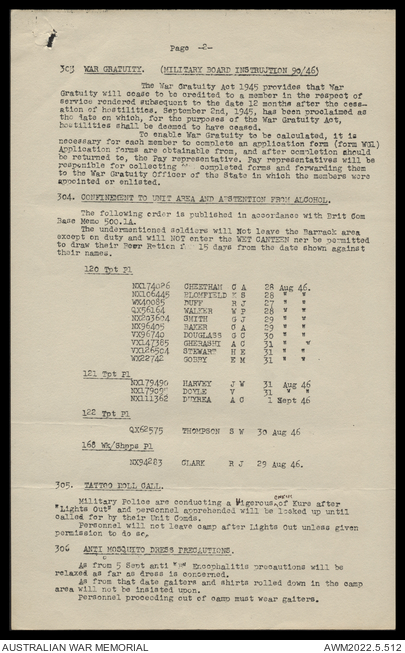 Page -2-
303 WAR GRATUITY. (MILITARY BOARD INSTRUJTION 90/46)
The War Gratuity Act 1945 provides that War
Gratuity will cease to be credited to a member in the respect of
service rendered subsequent to the date 12 months after the cess-
ation of hostilities. September 2nd, 1945, has been proclaimed as
the date on which, for the purposes of the War Gratuity Act,
hostilities shall be deemed to have ceased.
To enable War Gratuity to be calculated, it is
necessary for each member to complete an application form (form WG1)
Application forms are obtainable from, and after completion should
be returned to, the Pay representative. Pay representatives will be
responible for collecting completed forms and forwarding them
to the War Gratuity Officer of the State in which the members were
appointed or enlisted.
304. CONFINEMENT TO UNIT AREA AND ABSTENTION FROM ALCOHOL.
The following order is published in accordance with Brit Com
Base Memo 500.1A.
The undermentioned soldiers will Not leave the Barrack area
except on duty and will NOT enter the WET CANTEEN ner be permitted
to draw their Beer Retion 15 days from the date shown against
their names.
120 Tpt Pl
NX174026 CHEETHAM C A 28 Aug 46.
NX106445 BLOMFIELD K S 28 " "
WX40085 DUFF R J 27 " "
QX56164 WALKER W P 28 " "
NX203604 SMITH G J 29 " "
NX96405 BAKER C A 29 " "
VX96740 DOUGLASS G C 30 " "
VX147385 GHERASHI A C 31 " "
VX126504 STEWART H E 31 " "
WX22742 GORRY E M 31 " "
121 Tpt Pl
NX179490 HARVEY J W 31 Aug 46
DOYLE V 31 " "
NX111362 DURYEA A C 1 Sept 46
122 Tpt Pl
QX62575 THOMPSON S W 30 Aug 46
168 Wk/Shops Pl
NX94283 CLARK R J 29 Aug 46.
305. TATTOO ROLL CALL.
Military Police are conducting a Vigorous of Kure after
"Lights Out" and personnel apprehended will be locked up until
called for by their Unit Comds.
Personnel will not leave camp after Lights Out unless given
permission to do so.
306 ANTI MOSQUITO DRESS PRECAUTIONS.
As from 5 Sept anti "B" Encephalitis precautions will be
relaxed as far as dress is concerned.
As from that date gaiters and shirts rolled down in the camp
area will not be insisted upon.
Personnel proceeding out of camp must wear gaiters.
AUSTRALIAN WAR MEMORIAL
AWM2022.5.512